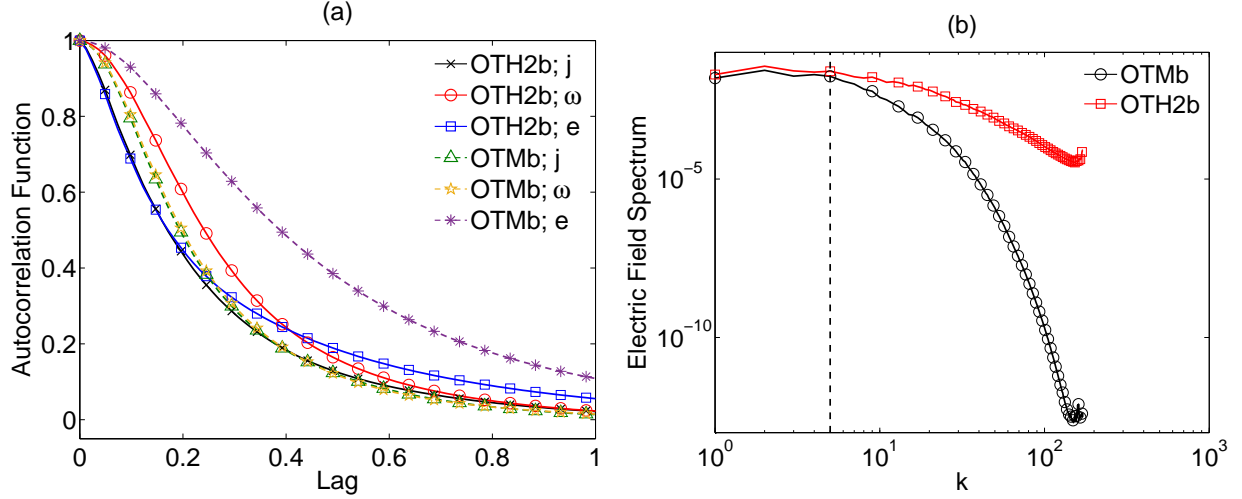 (a)
Autocorrelation Function
1
0.8
0.6
0.4
0.2
0
0
0.2
0.4
0.6
0.8
1
Lag
OTH2b; j
OTH2b; ω
OTH2b; e
OTMb; j
OTMb; ω
OTMb; e
(b)
Electric Field Spectrum
10^-5
10^-10
10^0
10^1
10^2
10^3
k
OTMb
OTH2b